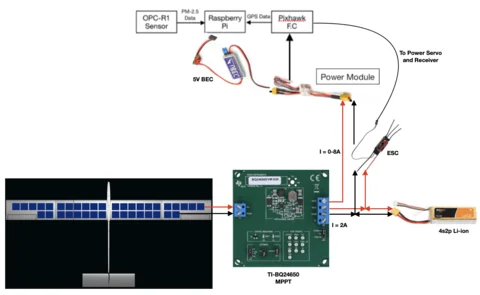 OPC-R1
Sensor
PM-2.5
Data
Raspberry
Pi
GPS Data
Pixhawk
F.C
5V BEC
Power Module
To Power Servo
and Receiver
I = 0-8A
ESC
I = 2A
4s2p Li-ion
TI-BQ24650
MPPT